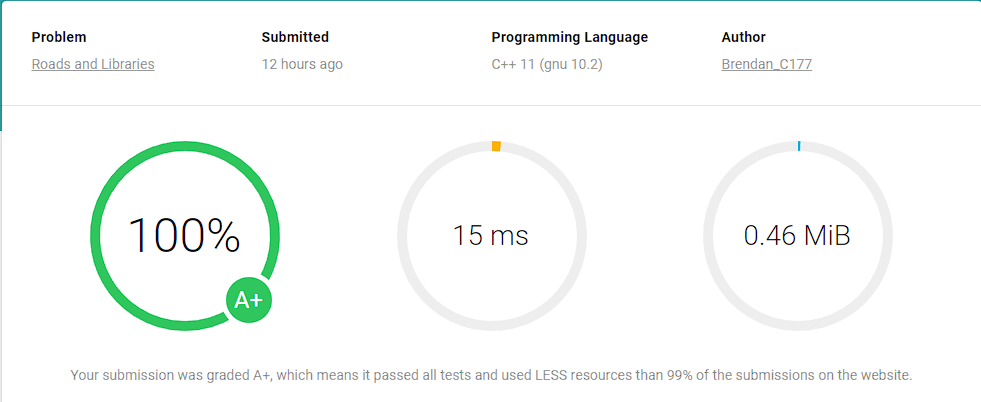 Problem Submitted Programming Language Author
Roads and Libraries 12 hours ago C++ 11 (gnu 10.2) Brendan_C177
100% 15 ms 0.46 MiB
A+
Your submission was graded A+, which means it passed all tests and used LESS resources than 99% of the submissions on the website.